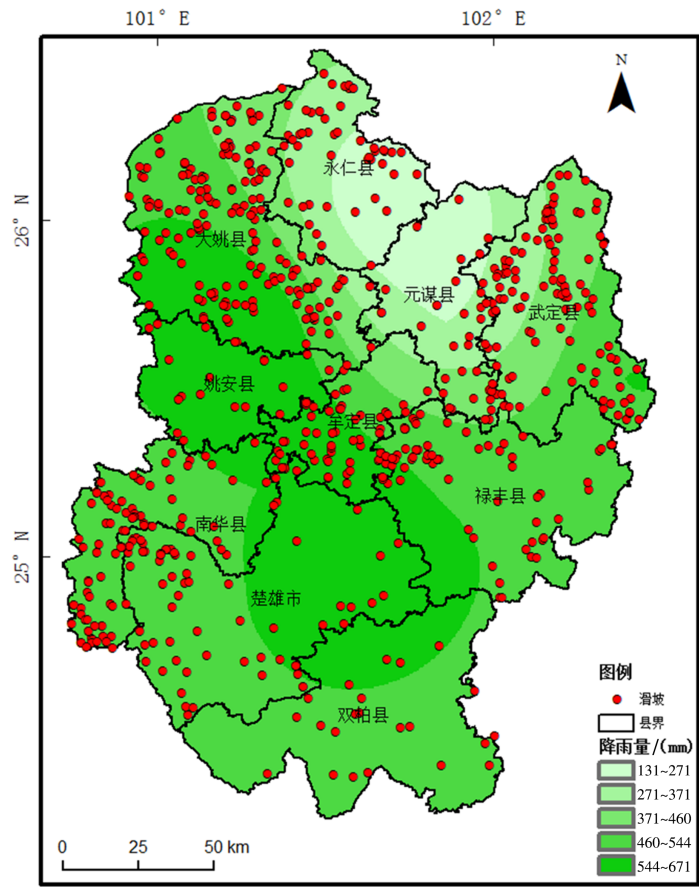 101° E
102° E
N
26° N
25° N
永仁县
大姚县
元谋县
武定县
姚安县
牟定县
禄丰县
南华县
楚雄市
双柏县
图例
滑坡
县界
降雨量/(mm)
131~271
271~371
371~460
460~544
544~671
0 25 50 km